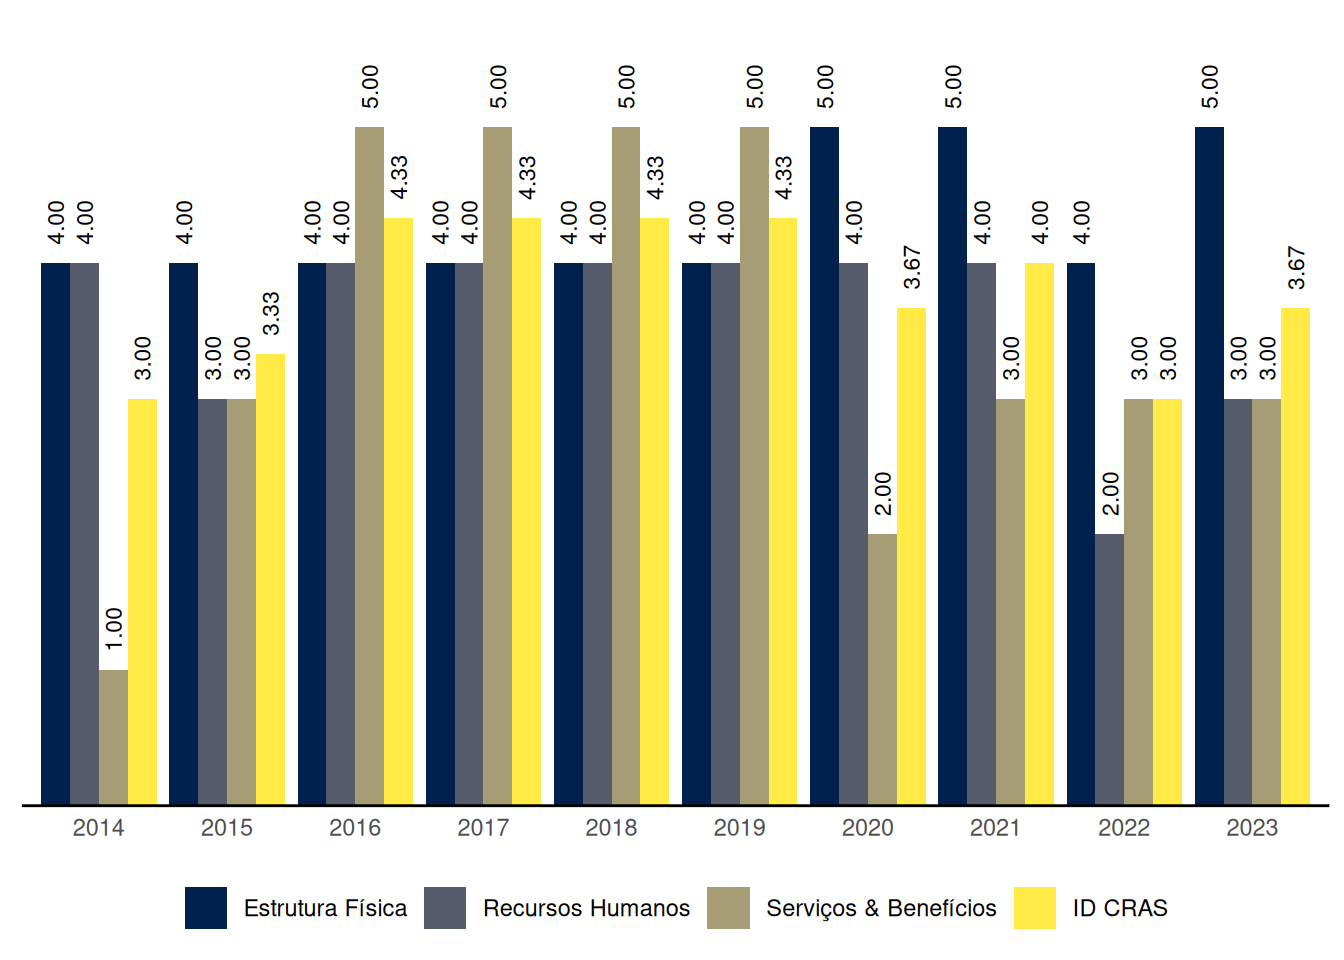 5.00 5.00 5.00 5.00 5.00 5.00 5.00
4.33 4.33 4.33 4.33
4.00 4.00 4.00 4.00 4.00 4.00 4.00 4.00 4.00 4.00 4.00 4.00 4.00 4.00 4.00
3.67 3.67
3.33
3.00 3.00 3.00 3.00 3.00 3.00 3.00 3.00
2.00 2.00
1.00
2014 2015 2016 2017 2018 2019 2020 2021 2022 2023
Estrutura Física Recursos Humanos Serviços & Benefícios ID CRAS